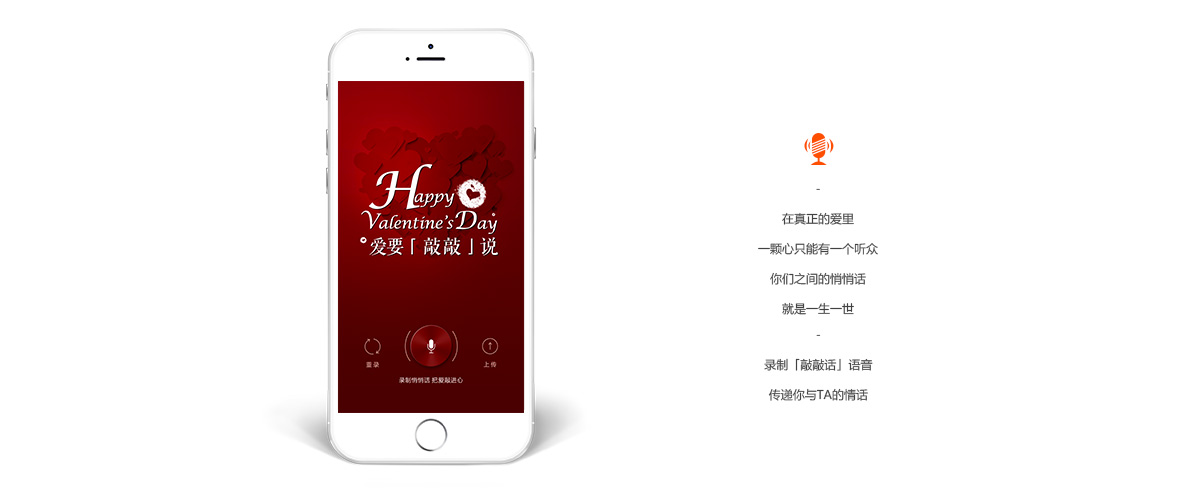 Happy
Valentine's Day
爱要「敲敲」说
重录
上传
录制悄悄话 把爱敲进心
-
在真正的爱里
一颗心只能有一个听众
你们之间的悄悄话
就是一生一世
-
录制「敲敲话」语音
传递你与TA的情话